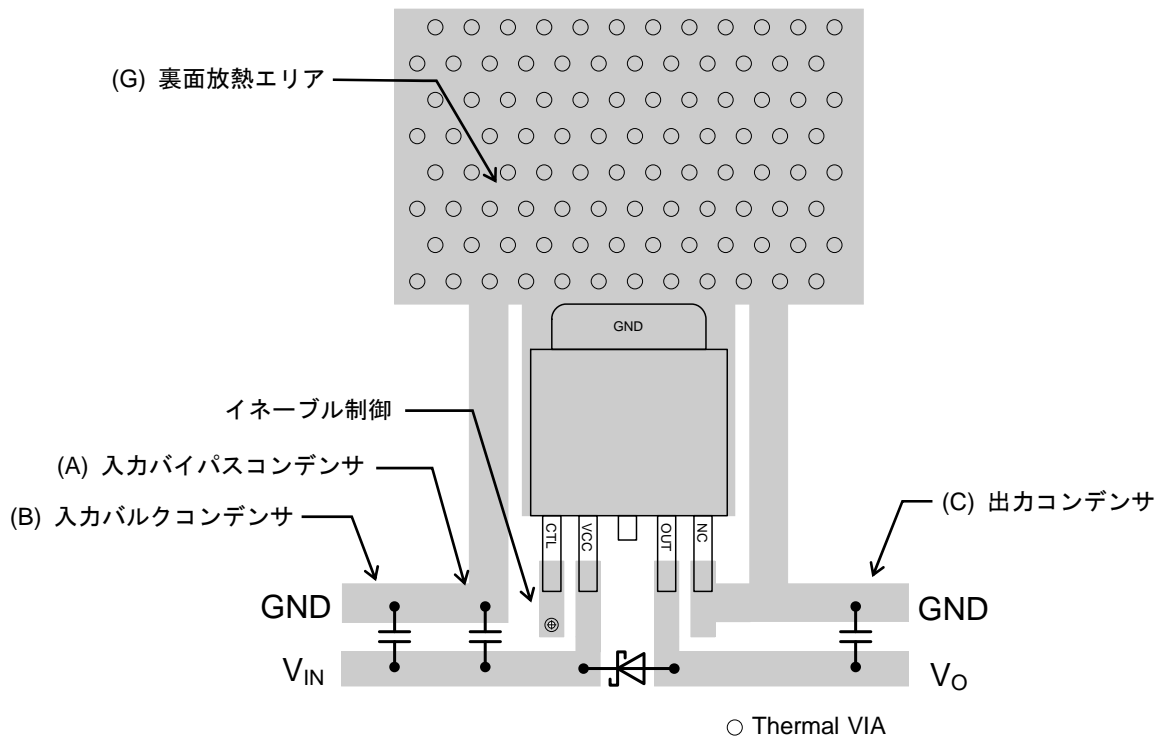 (G) 裏面放熱エリア
GND
イネーブル制御
(A) 入力バイパスコンデンサ
(B) 入力バルクコンデンサ
(C) 出力コンデンサ
CTL
VCC
OUT
NC
GND
GND
VIN
VO
Thermal VIA